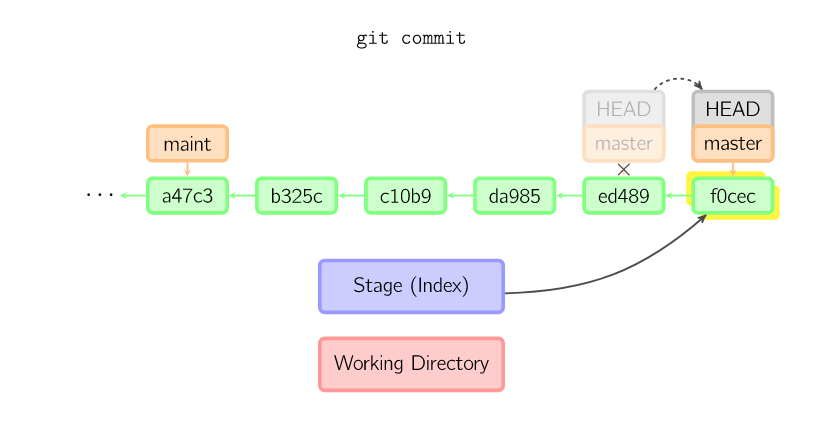 git commit
HEAD HEAD
maint master master
··· a47c3 b325c c10b9 da985 ed489 f0cec
Stage (Index)
Working Directory